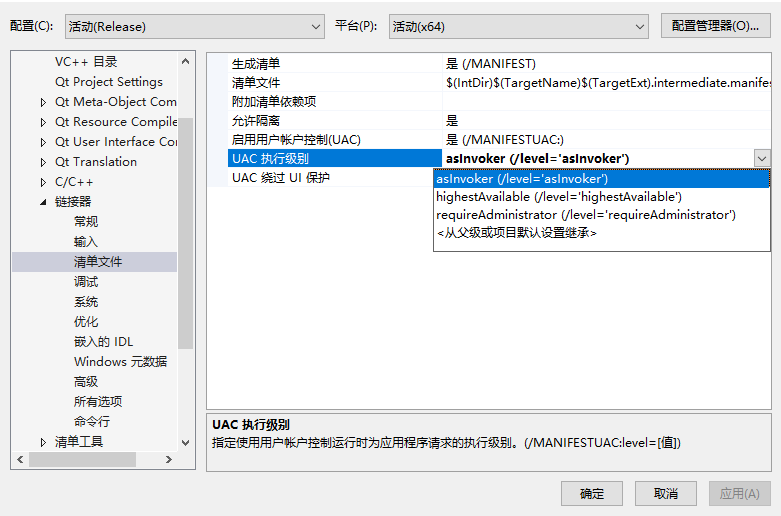 配置(C): 活动(Release) 平台(P): 活动(x64) 配置管理器(O)...
VC++ 目录
Qt Project Settings
Qt Meta-Object Com
Qt Resource Compile
Qt User Interface Co
Qt Translation
C/C++
链接器
常规
输入
清单文件
调试
系统
优化
嵌入的 IDL
Windows 元数据
高级
所有选项
命令行
清单工具
生成清单 是 (/MANIFEST)
清单文件 $(IntDir)$(TargetName)$(TargetExt).intermediate.manifes
附加清单依赖项
允许隔离 是
启用用户帐户控制(UAC) 是 (/MANIFESTUAC:)
UAC 执行级别 asInvoker (/level='asInvoker')
UAC 绕过 UI 保护
asInvoker (/level='asInvoker')
highestAvailable (/level='highestAvailable')
requireAdministrator (/level='requireAdministrator')
<从父级或项目默认设置继承>
UAC 执行级别
指定使用用户帐户控制运行时为应用程序请求的执行级别。(/MANIFESTUAC:level=[值])
确定 取消 应用(A)